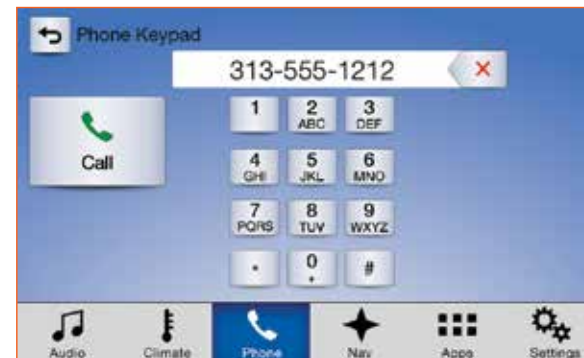 Phone Keypad
313-555-1212
Call
1 2 3
ABC DEF
4 5 6
GHI JKL MNO
7 8 9
PQRS TUV WXYZ
* 0 #
+
Audio Climate Phone Nav Apps Settings